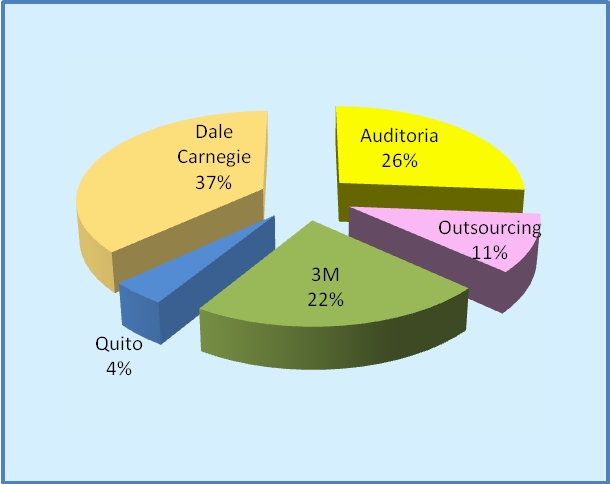 Dale
Carnegie
37%
Auditoria
26%
Outsourcing
11%
3M
22%
Quito
4%